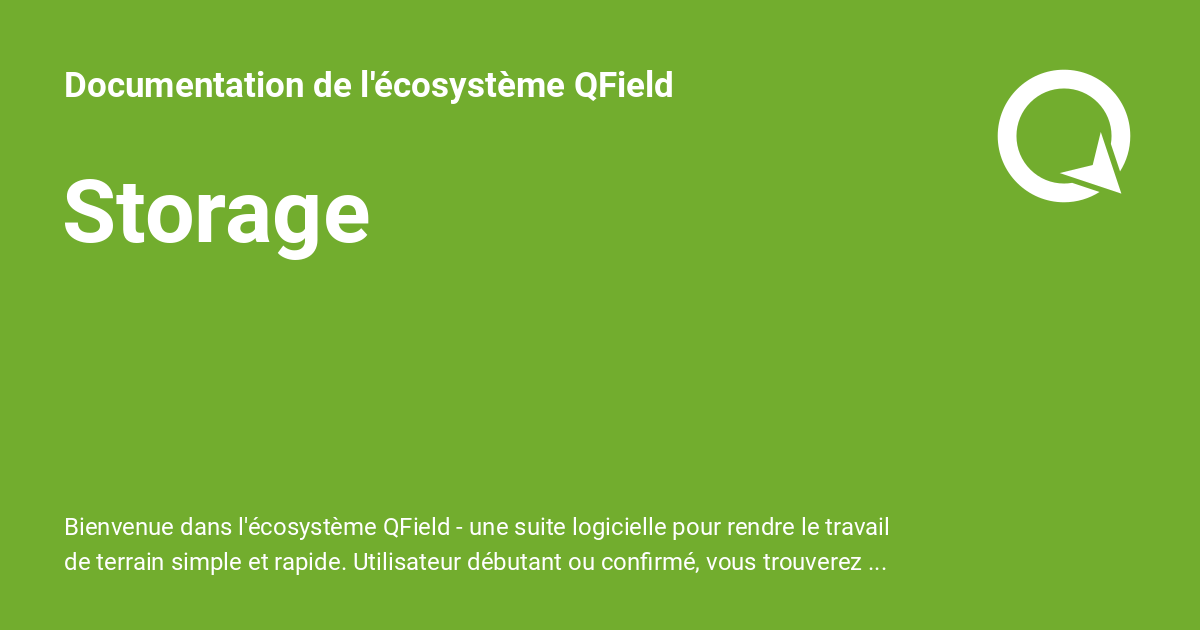 Documentation de l'écosystème QField
Storage
Bienvenue dans l'écosystème QField - une suite logicielle pour rendre le travail
de terrain simple et rapide. Utilisateur débutant ou confirmé, vous trouverez ...